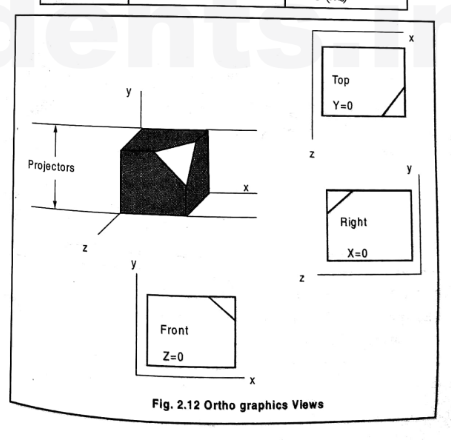 x
Top
Y=0
z
y
Projectors
x
z
y
Right
X=0
z
y
Front
Z=0
x
Fig. 2.12 Ortho graphics Views